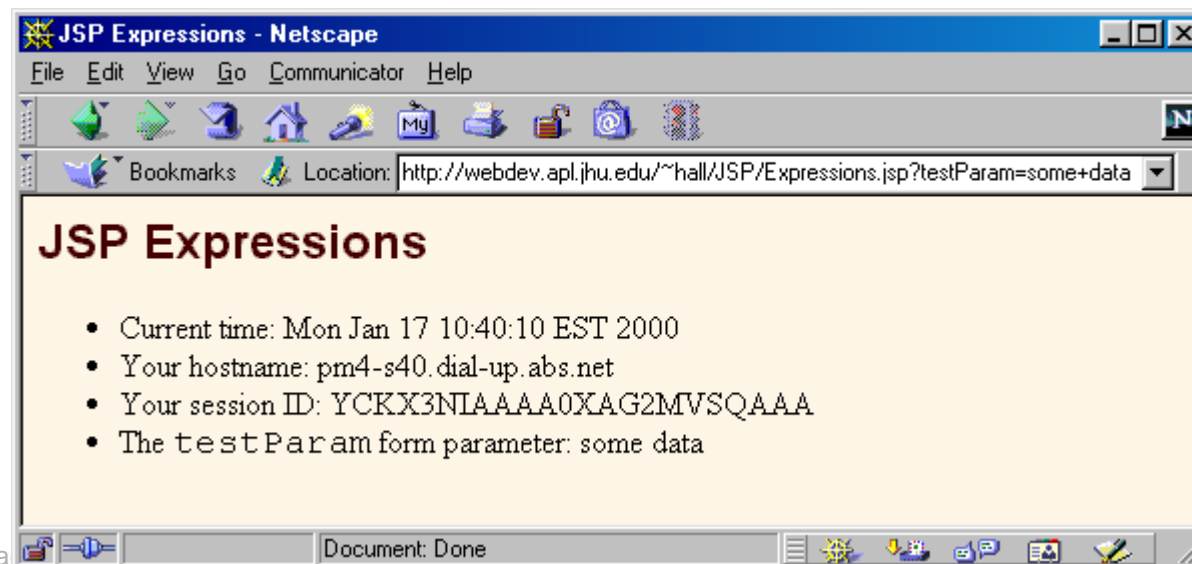 JSP Expressions - Netscape
File Edit View Go Communicator Help
My
N
Bookmarks Location: http://webdev.apl.jhu.edu/~hall/JSP/Expressions.jsp?testParam=some+data
JSP Expressions
• Current time: Mon Jan 17 10:40:10 EST 2000
• Your hostname: pm4-s40.dial-up.abs.net
• Your session ID: YCKX3NIAAAA0XAG2MVSQAAA
• The testParam form parameter: some data
a
Document: Done